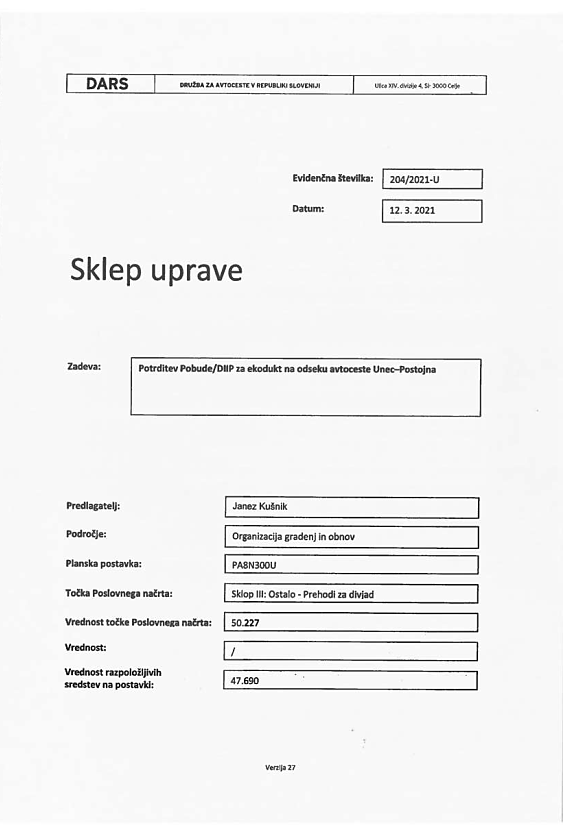 DARS DRUŽBA ZA AVTOCESTE V REPUBLIKI SLOVENIJI Ulica XIV. divizije 4, SI- 3000 Celje
Evidenčna številka: 204/2021-U
Datum: 12. 3. 2021
Sklep uprave
Zadeva: Potrditev Pobude/DIIP za ekodukt na odseku avtoceste Unec–Postojna
Predlagatelj: Janez Kušnik
Področje: Organizacija gradenj in obnov
Planska postavka: PA8N300U
Točka Poslovnega načrta: Sklop III: Ostalo - Prehodi za divjad
Vrednost točke Poslovnega načrta: 50.227
Vrednost: /
Vrednost razpoložljivih
sredstev na postavki: 47.690
Verzija 27